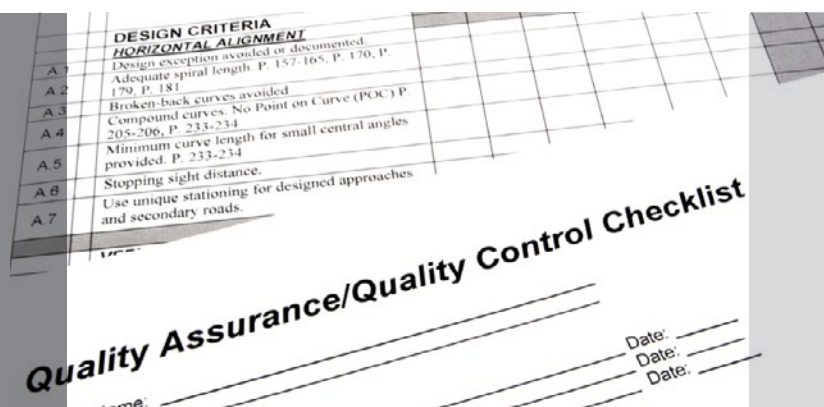 DESIGN CRITERIA
HORIZONTAL ALIGNMENT
A.1 Design exception avoided or documented.
A.2 Adequate spiral length. P. 157-165, P. 170, P.
179, P. 181
A.3 Broken-back curves avoided
A.4 Compound curves. No Point on Curve (POC) P.
205-206, P. 233-234
A.5 Minimum curve length for small central angles
provided. P. 233-234
A.6 Stopping sight distance.
A.7 Use unique stationing for designed approaches
and secondary roads.
Quality Assurance/Quality Control Checklist
Date:
Date:
Date: